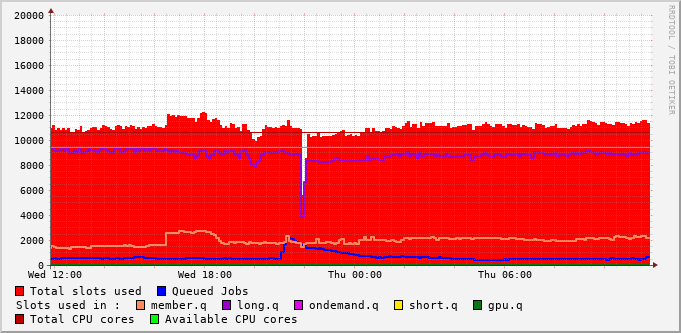 20000
18000
16000
14000
12000
10000
8000
6000
4000
2000
0
Wed 12:00 Wed 18:00 Thu 00:00 Thu 06:00
RRDTOOL / TOBI OETIKER
Total slots used Queued Jobs
Slots used in : member.q long.q ondemand.q short.q gpu.q
Total CPU cores Available CPU cores